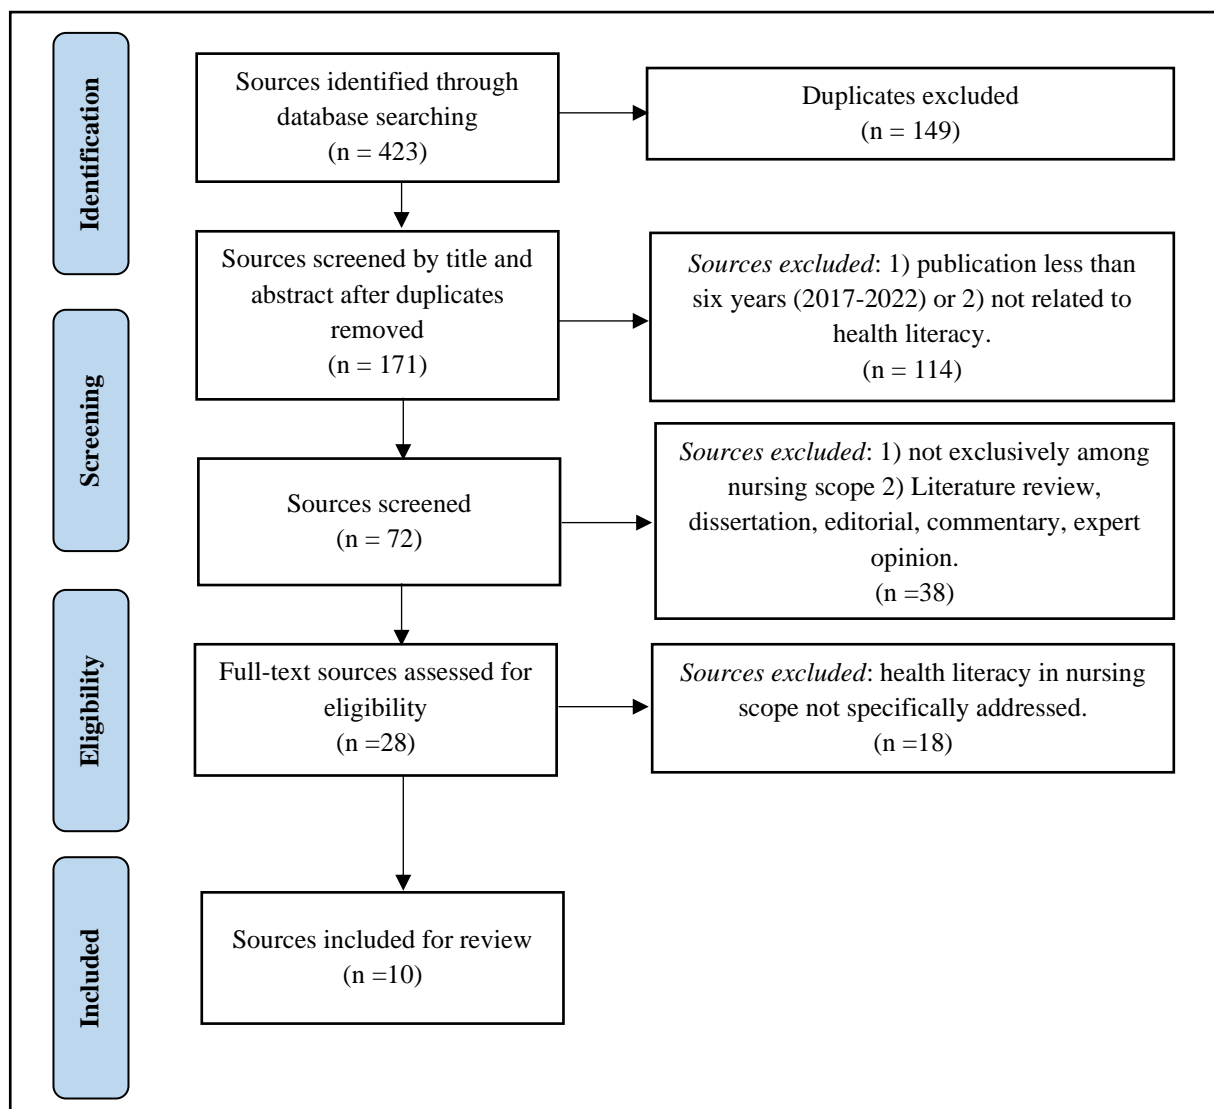 Identification
Sources identified through
database searching
(n = 423)
Duplicates excluded
(n = 149)
Sources screened by title and
abstract after duplicates
removed
(n = 171)
Sources excluded: 1) publication less than
six years (2017-2022) or 2) not related to
health literacy.
(n = 114)
Screening
Sources screened
(n = 72)
Sources excluded: 1) not exclusively among
nursing scope 2) Literature review,
dissertation, editorial, commentary, expert
opinion.
(n =38)
Eligibility
Full-text sources assessed for
eligibility
(n =28)
Sources excluded: health literacy in nursing
scope not specifically addressed.
(n =18)
Included
Sources included for review
(n =10)